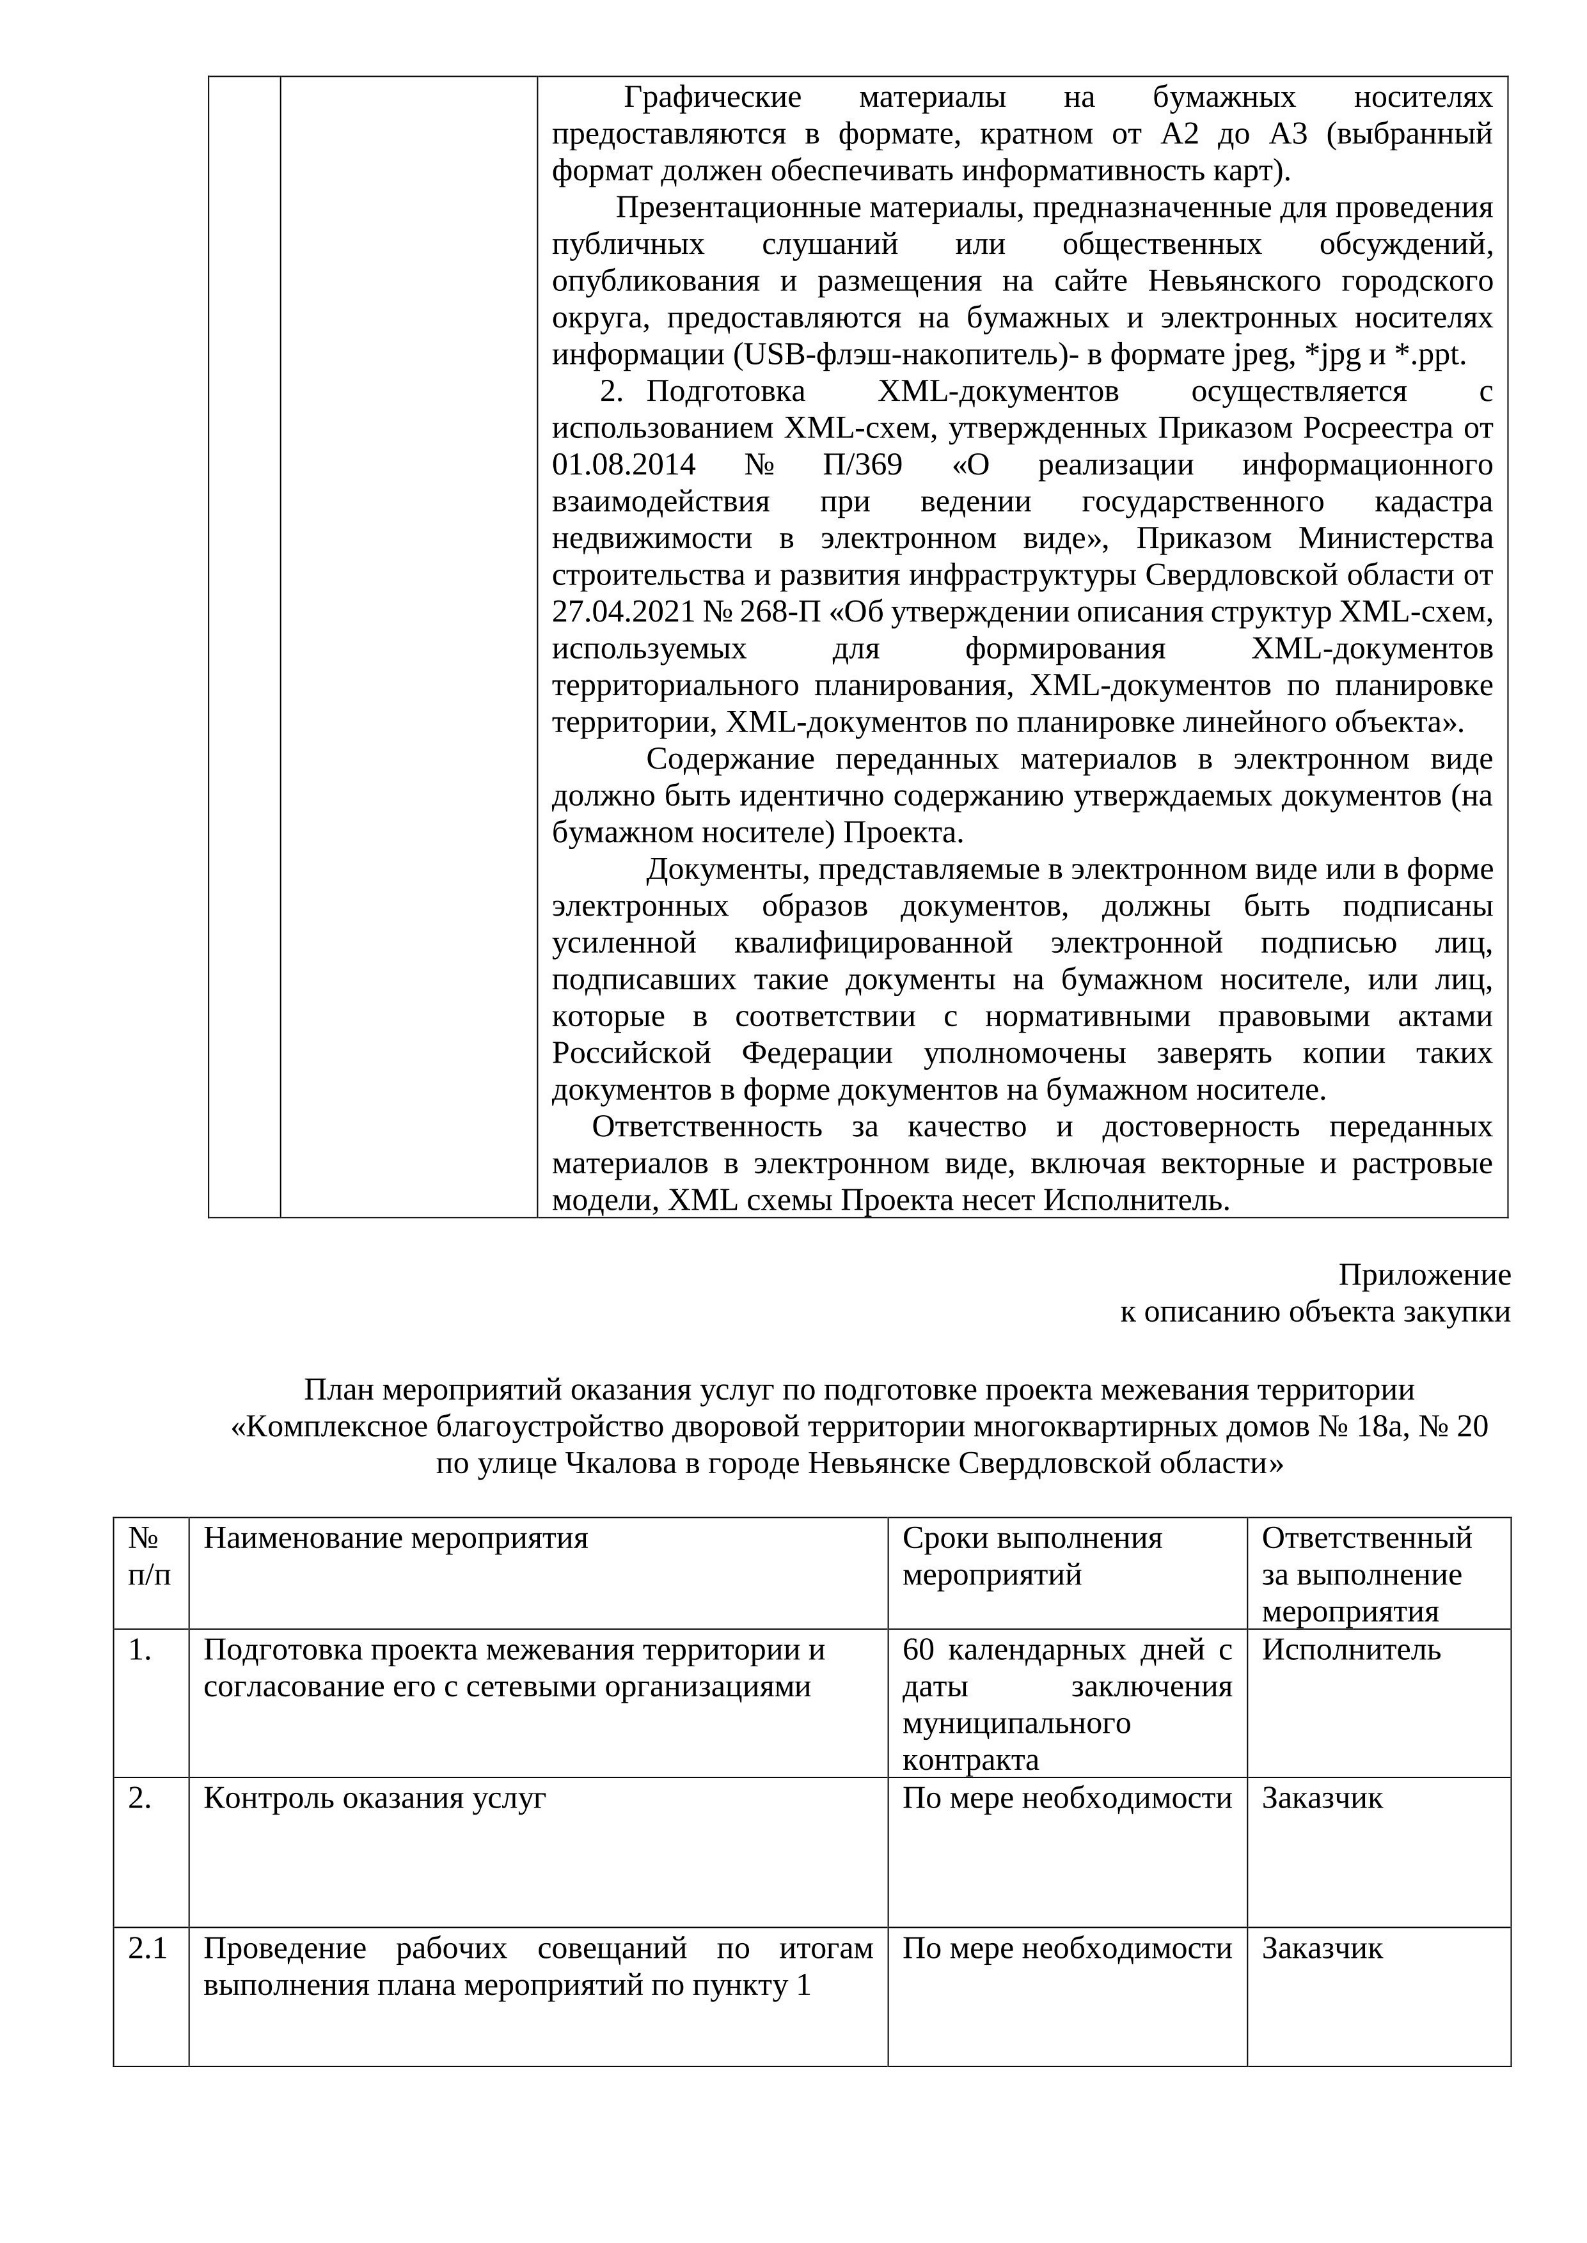 Графические материалы на бумажных носителях
предоставляются в формате, кратном от А2 до А3 (выбранный
формат должен обеспечивать информативность карт).
Презентационные материалы, предназначенные для проведения
публичных слушаний или общественных обсуждений,
опубликования и размещения на сайте Невьянского городского
округа, предоставляются на бумажных и электронных носителях
информации (USB-флэш-накопитель)- в формате jpeg, *jpg и *.ppt.
2. Подготовка XML-документов осуществляется с
использованием XML-схем, утвержденных Приказом Росреестра от
01.08.2014 № П/369 «О реализации информационного
взаимодействия при ведении государственного кадастра
недвижимости в электронном виде», Приказом Министерства
строительства и развития инфраструктуры Свердловской области от
27.04.2021 № 268-П «Об утверждении описания структур XML-схем,
используемых для формирования XML-документов
территориального планирования, XML-документов по планировке
территории, XML-документов по планировке линейного объекта».
Содержание переданных материалов в электронном виде
должно быть идентично содержанию утверждаемых документов (на
бумажном носителе) Проекта.
Документы, представляемые в электронном виде или в форме
электронных образов документов, должны быть подписаны
усиленной квалифицированной электронной подписью лиц,
подписавших такие документы на бумажном носителе, или лиц,
которые в соответствии с нормативными правовыми актами
Российской Федерации уполномочены заверять копии таких
документов в форме документов на бумажном носителе.
Ответственность за качество и достоверность переданных
материалов в электронном виде, включая векторные и растровые
модели, XML схемы Проекта несет Исполнитель.
Приложение
к описанию объекта закупки
План мероприятий оказания услуг по подготовке проекта межевания территории
«Комплексное благоустройство дворовой территории многоквартирных домов № 18а, № 20
по улице Чкалова в городе Невьянске Свердловской области»
№
п/п
Наименование мероприятия
Сроки выполнения
мероприятий
Ответственный
за выполнение
мероприятия
1.
Подготовка проекта межевания территории и
согласование его с сетевыми организациями
60 календарных дней с
даты заключения
муниципального
контракта
Исполнитель
2.
Контроль оказания услуг
По мере необходимости
Заказчик
2.1
Проведение рабочих совещаний по итогам
выполнения плана мероприятий по пункту 1
По мере необходимости
Заказчик